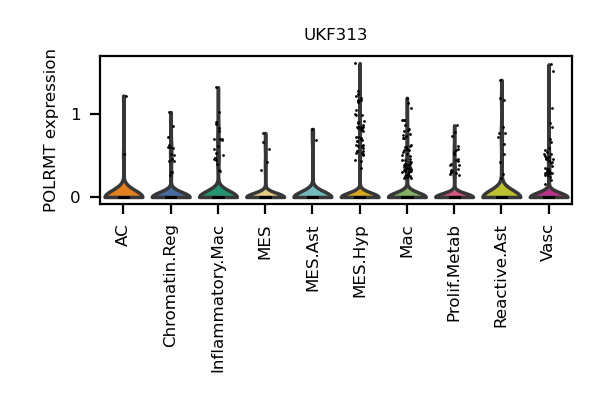 UKF313
POLRMT expression
1
0
AC
Chromatin.Reg
Inflammatory.Mac
MES
MES.Ast
MES.Hyp
Mac
Prolif.Metab
Reactive.Ast
Vasc